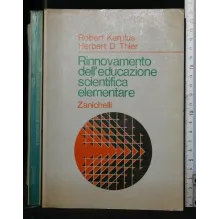 Robert Karplus
Herbert D. Thier
Rinnovamento
dell'educazione
scientifica
elementare
Zanichelli